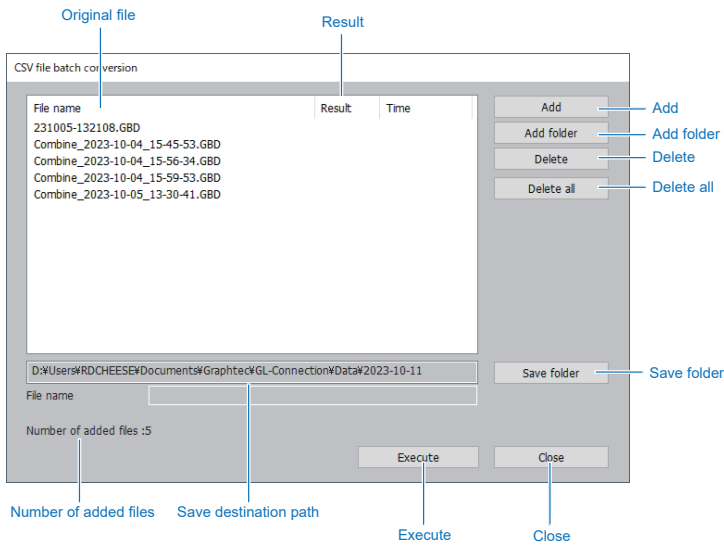 Original file
Result
CSV file batch conversion
File name Result Time
Add
Add
231005-132108.GBD
Add folder
Add folder
Combine_2023-10-04_15-45-53.GBD
Combine_2023-10-04_15-56-34.GBD
Delete
Delete
Combine_2023-10-04_15-59-53.GBD
Combine_2023-10-05_13-30-41.GBD
Delete all
Delete all
D:¥Users¥RDCHEESE¥Documents¥Graphtec¥GL-Connection¥Data¥2023-10-11
Save folder
Save folder
File name
Number of added files :5
Execute
Close
Number of added files
Save destination path
Execute
Close